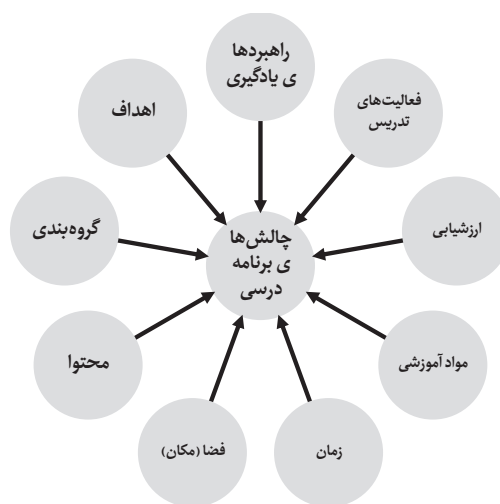 راهبردها
ی یادگیری
فعالیت‌های
تدریس
اهداف
ارزشیابی
گروه‌بندی
چالش‌ها
ی برنامه
درسی
مواد آموزشی
محتوا
زمان
فضا (مکان)